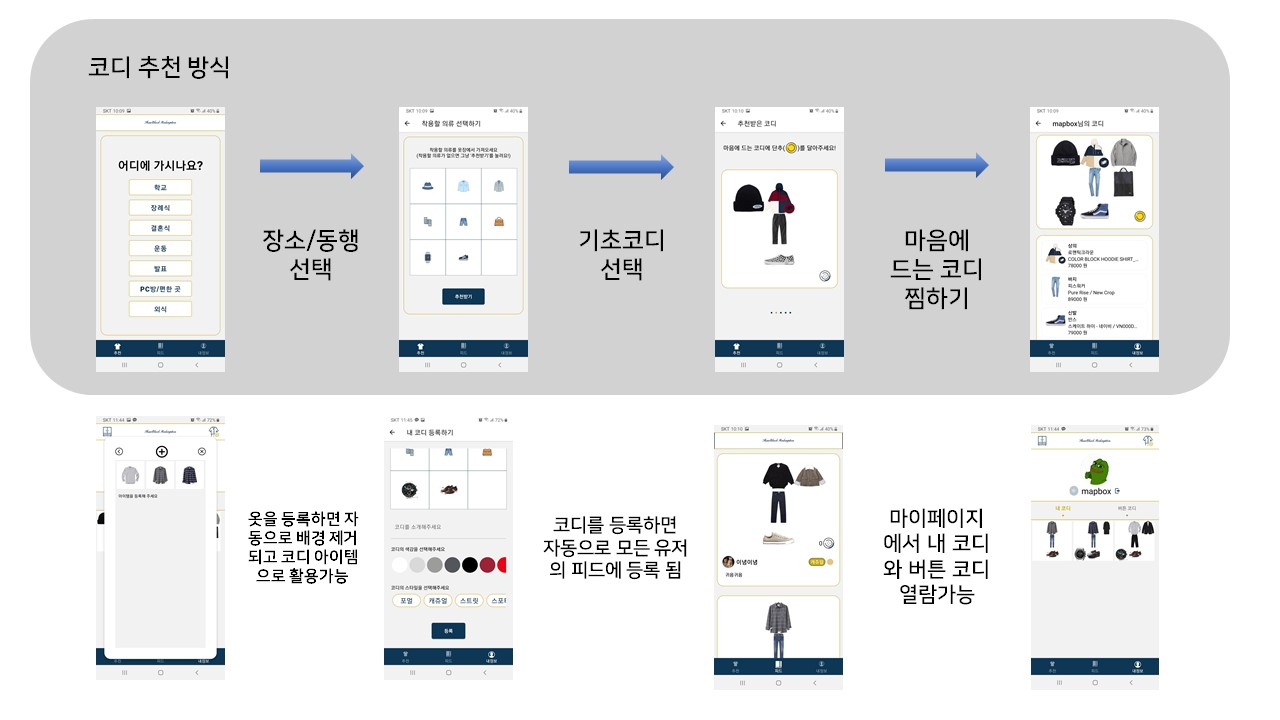 코디 추천 방식
SKT 10:09
40%
어디에 가시나요?
학교
장례식
결혼식
운동
발표
PC방/편한 곳
외식
추천
피드
내정보
장소/동행
선택
SKT 10:09
40%
착용할 의류 선택하기
착용할 의류를 옷장에서 가져오세요
(착용할 의류가 없으면 그냥 '추천받기'를 눌러요!)
추천받기
추천
피드
내정보
기초코디
선택
SKT 10:10
40%
추천받은 코디
마음에 드는 코디에 단추( )를 달아주세요!
추천
피드
내정보
마음에
드는 코디
찜하기
SKT 10:09
40%
mapbox님의 코디
상의
로맨틱크라운
COLOR BLOCK HOODIE SHIRT_...
78000 원
바지
피스워커
Pure Rise / New Crop
89000 원
신발
반스
스케이트 하이 - 네이비 / VN000D...
79000 원
추천
피드
내정보
SKT 11:44
72%
아이템을 등록해 주세요
추천
피드
내정보
옷을 등록하면 자
동으로 배경 제거
되고 코디 아이템
으로 활용가능
SKT 11:45
72%
내 코디 등록하기
코디를 소개해주세요
코디의 색감을 선택해주세요
코디의 스타일을 선택해주세요
포멀
캐쥬얼
스트릿
스포티
등록
추천
피드
내정보
코디를 등록하면
자동으로 모든 유저
의 피드에 등록 됨
SKT 10:10
40%
0
이녕이녕
캐쥬얼
귀욤귀욤
추천
피드
내정보
마이페이지
에서 내 코디
와 버튼 코디
열람가능
SKT 11:44
73%
mapbox
내 코디
버튼 코디
추천
피드
내정보